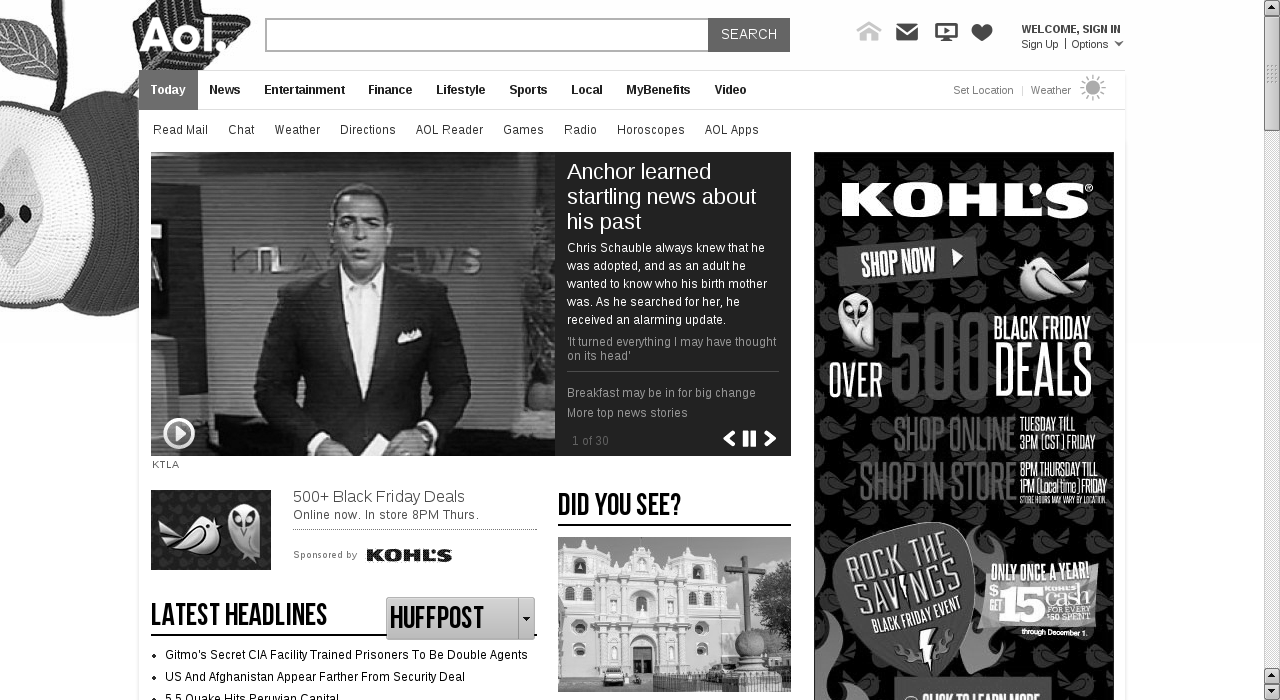 Aol.
SEARCH
WELCOME, SIGN IN
Sign Up | Options
Today News Entertainment Finance Lifestyle Sports Local MyBenefits Video
Set Location | Weather
Read Mail Chat Weather Directions AOL Reader Games Radio Horoscopes AOL Apps
KTLA NEWS
Anchor learned
startling news about
his past
Chris Schauble always knew that he
was adopted, and as an adult he
wanted to know who his birth mother
was. As he searched for her, he
received an alarming update.
'It turned everything I may have thought
on its head'
Breakfast may be in for big change
More top news stories
1 of 30
KTLA
500+ Black Friday Deals
Online now. In store 8PM Thurs.
Sponsored by KOHL'S
LATEST HEADLINES
HUFFPOST
Gitmo's Secret CIA Facility Trained Prisoners To Be Double Agents
US And Afghanistan Appear Farther From Security Deal
5.5 Quake Hits Peruvian Capital
DID YOU SEE?
KOHL'S®
SHOP NOW
OVER 500 BLACK FRIDAY
DEALS
SHOP ONLINE TUESDAY TILL
3PM (CST) FRIDAY
SHOP IN STORE 8PM THURSDAY TILL
1PM (Local time) FRIDAY
STORE HOURS MAY VARY BY LOCATION.
ROCK THE
SAVINGS
BLACK FRIDAY EVENT
ONLY ONCE A YEAR!
$ GET 15 KOHL'S cash
FOR EVERY
$50 SPENT
through December 1.
CLICK TO LEARN MORE